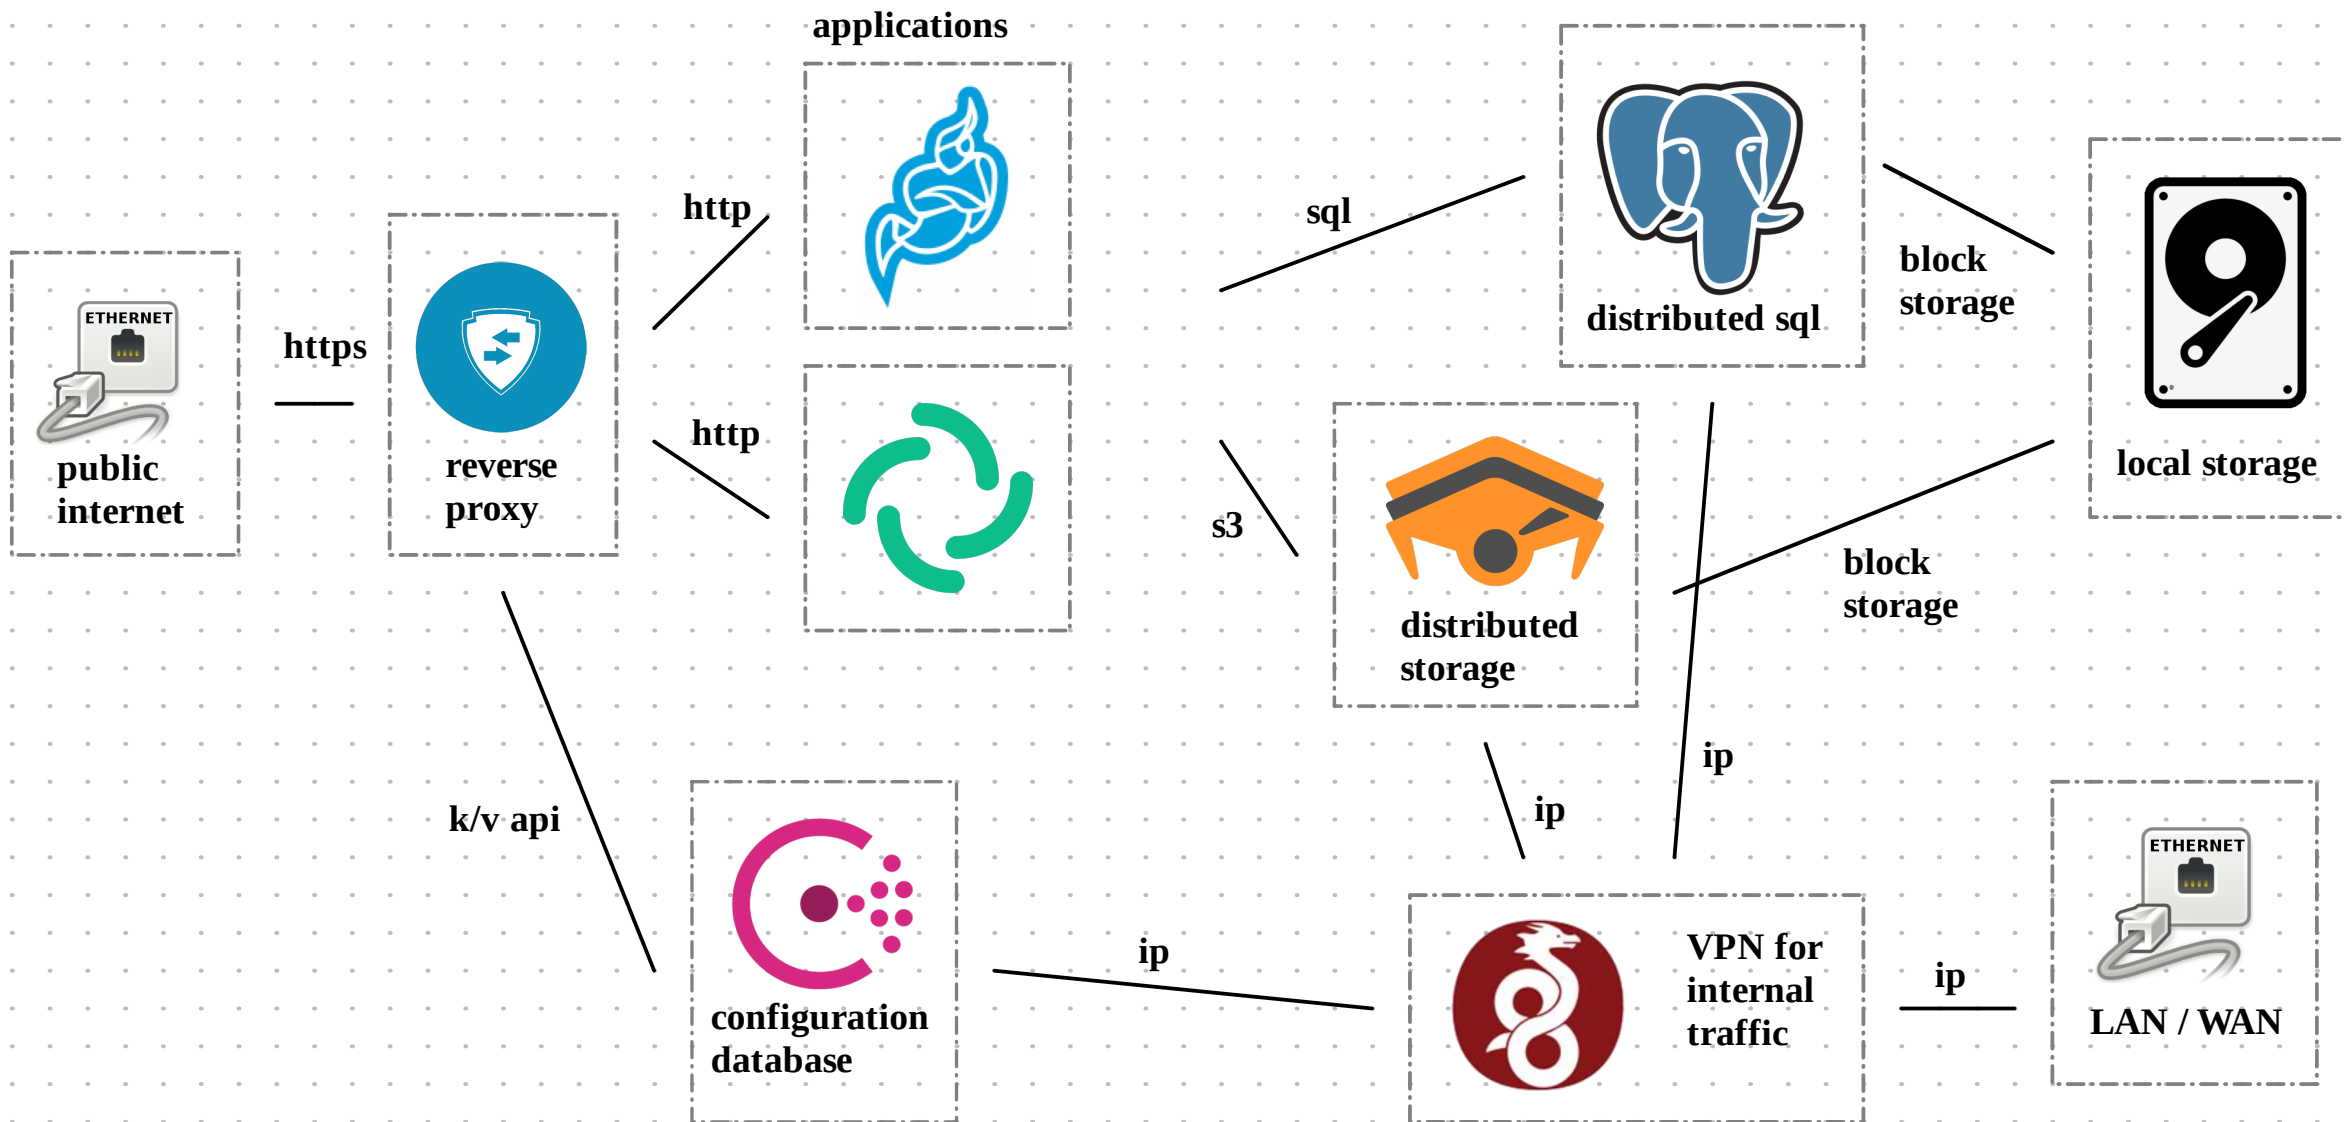 applications
http
sql
distributed sql
block
storage
ETHERNET
https
public
internet
reverse
proxy
http
s3
distributed
storage
local storage
block
storage
k/v api
ip
ip
configuration
database
ip
VPN for
internal
traffic
ip
ETHERNET
LAN / WAN